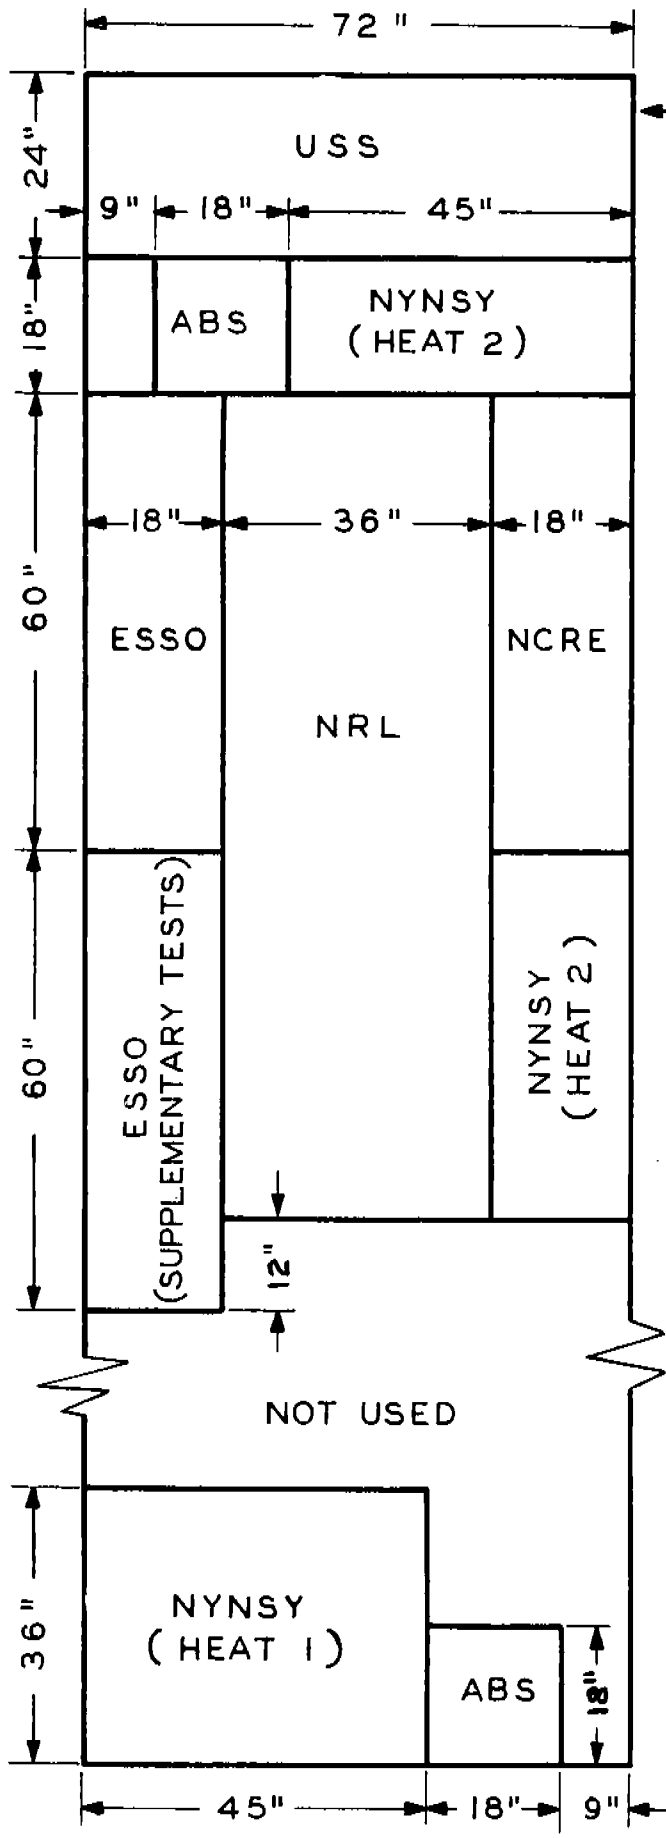 72"
24"
USS
9" 18" 45"
18"
ABS
NYNSY
(HEAT 2)
18" 36" 18"
60"
ESSO
NCRE
NRL
60"
ESSO
(SUPPLEMENTARY TESTS)
NYNSY
(HEAT 2)
12"
NOT USED
36"
NYNSY
(HEAT 1)
ABS
18"
45" 18" 9"